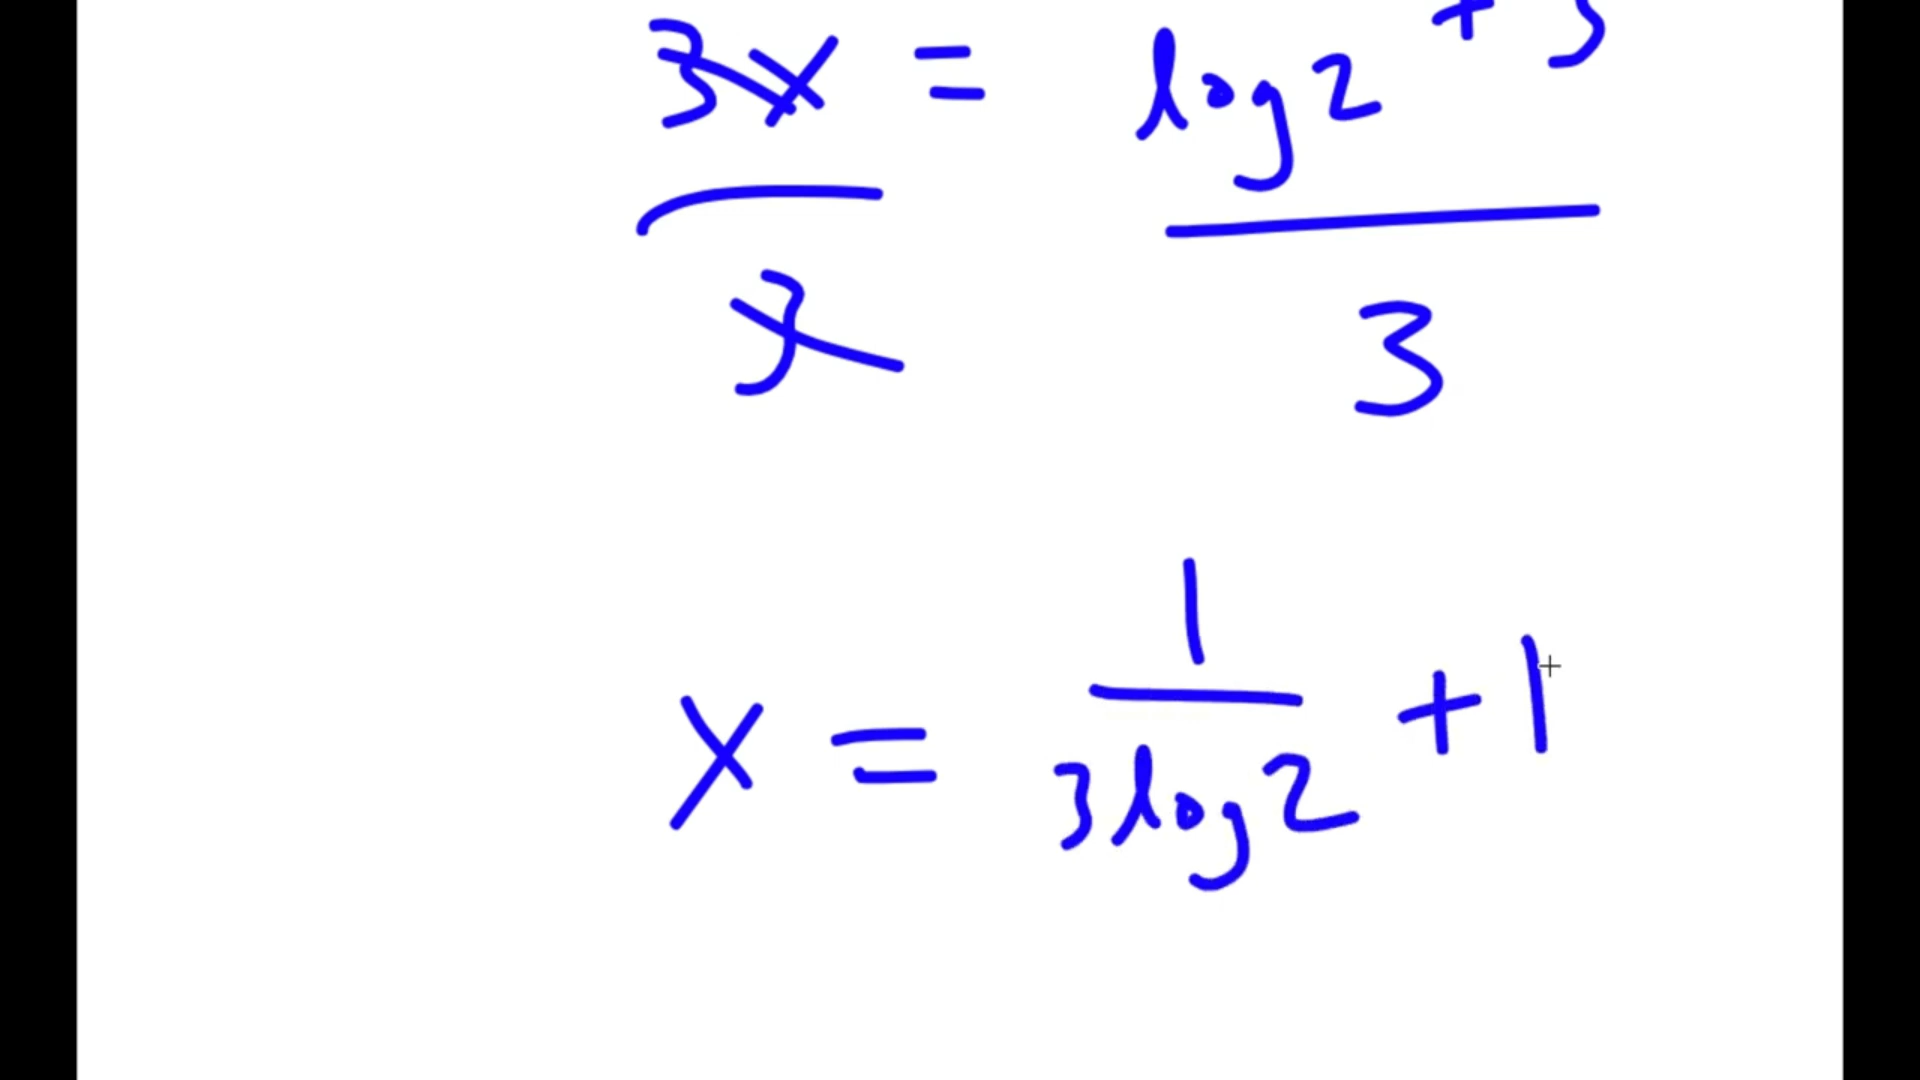 3x = log2 + 3
3 3
x = 1/3log2 + 1